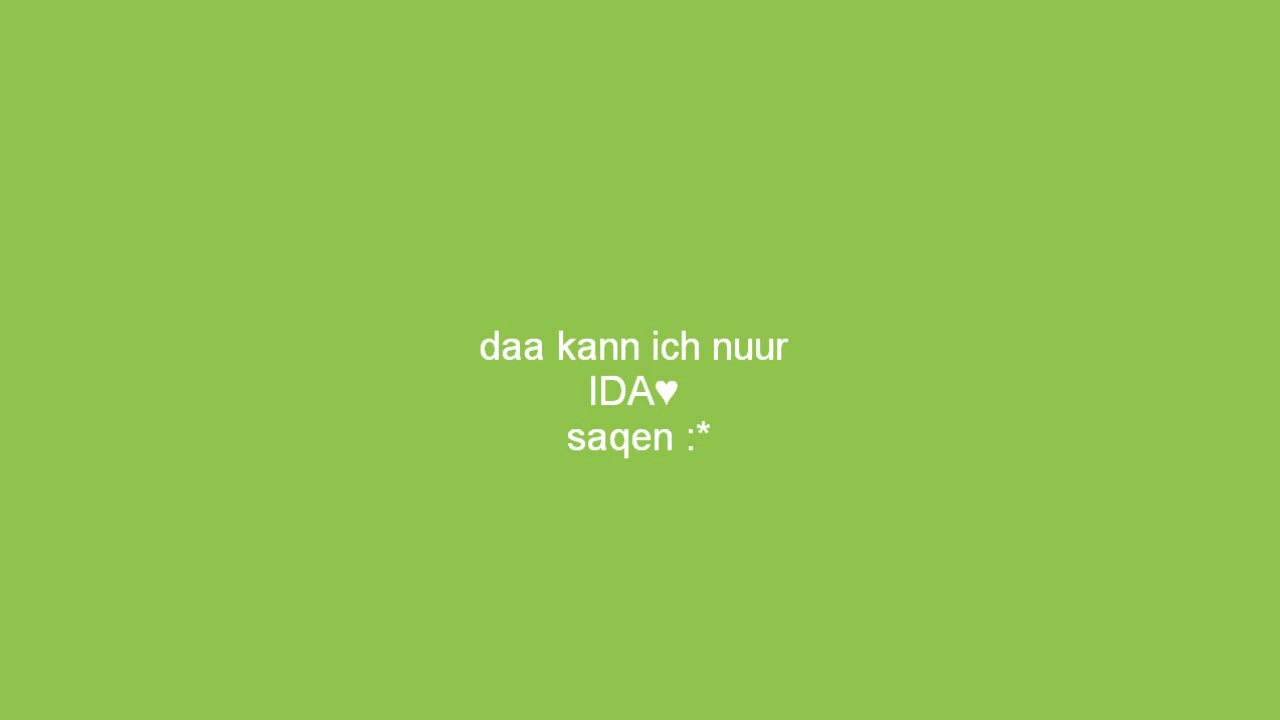 daa kann ich nuur
IDA♥
saqen :*